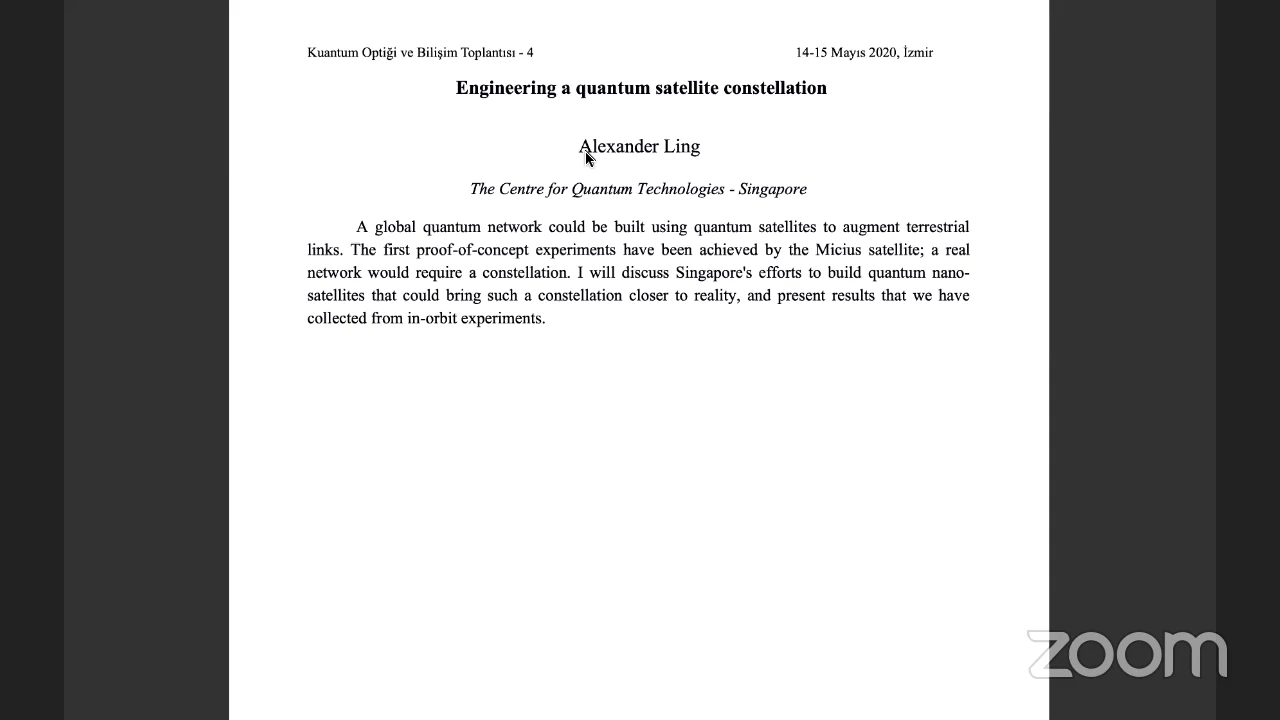 Kuantum Optiği ve Bilişim Toplantısı - 4 14-15 Mayıs 2020, İzmir
Engineering a quantum satellite constellation
Alexander Ling
The Centre for Quantum Technologies - Singapore
A global quantum network could be built using quantum satellites to augment terrestrial
links. The first proof-of-concept experiments have been achieved by the Micius satellite; a real
network would require a constellation. I will discuss Singapore's efforts to build quantum nano-
satellites that could bring such a constellation closer to reality, and present results that we have
collected from in-orbit experiments.
zoom